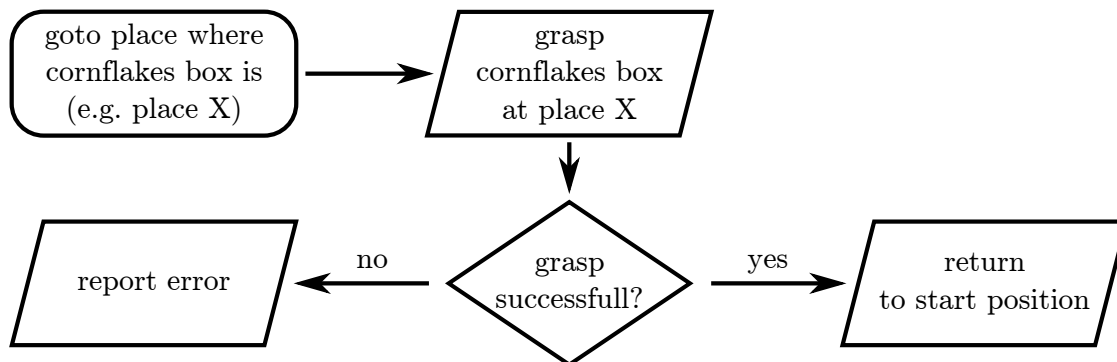 goto place where
cornflakes box is
(e.g. place X)
grasp
cornflakes box
at place X
report error
no
grasp
successfull?
yes
return
to start position